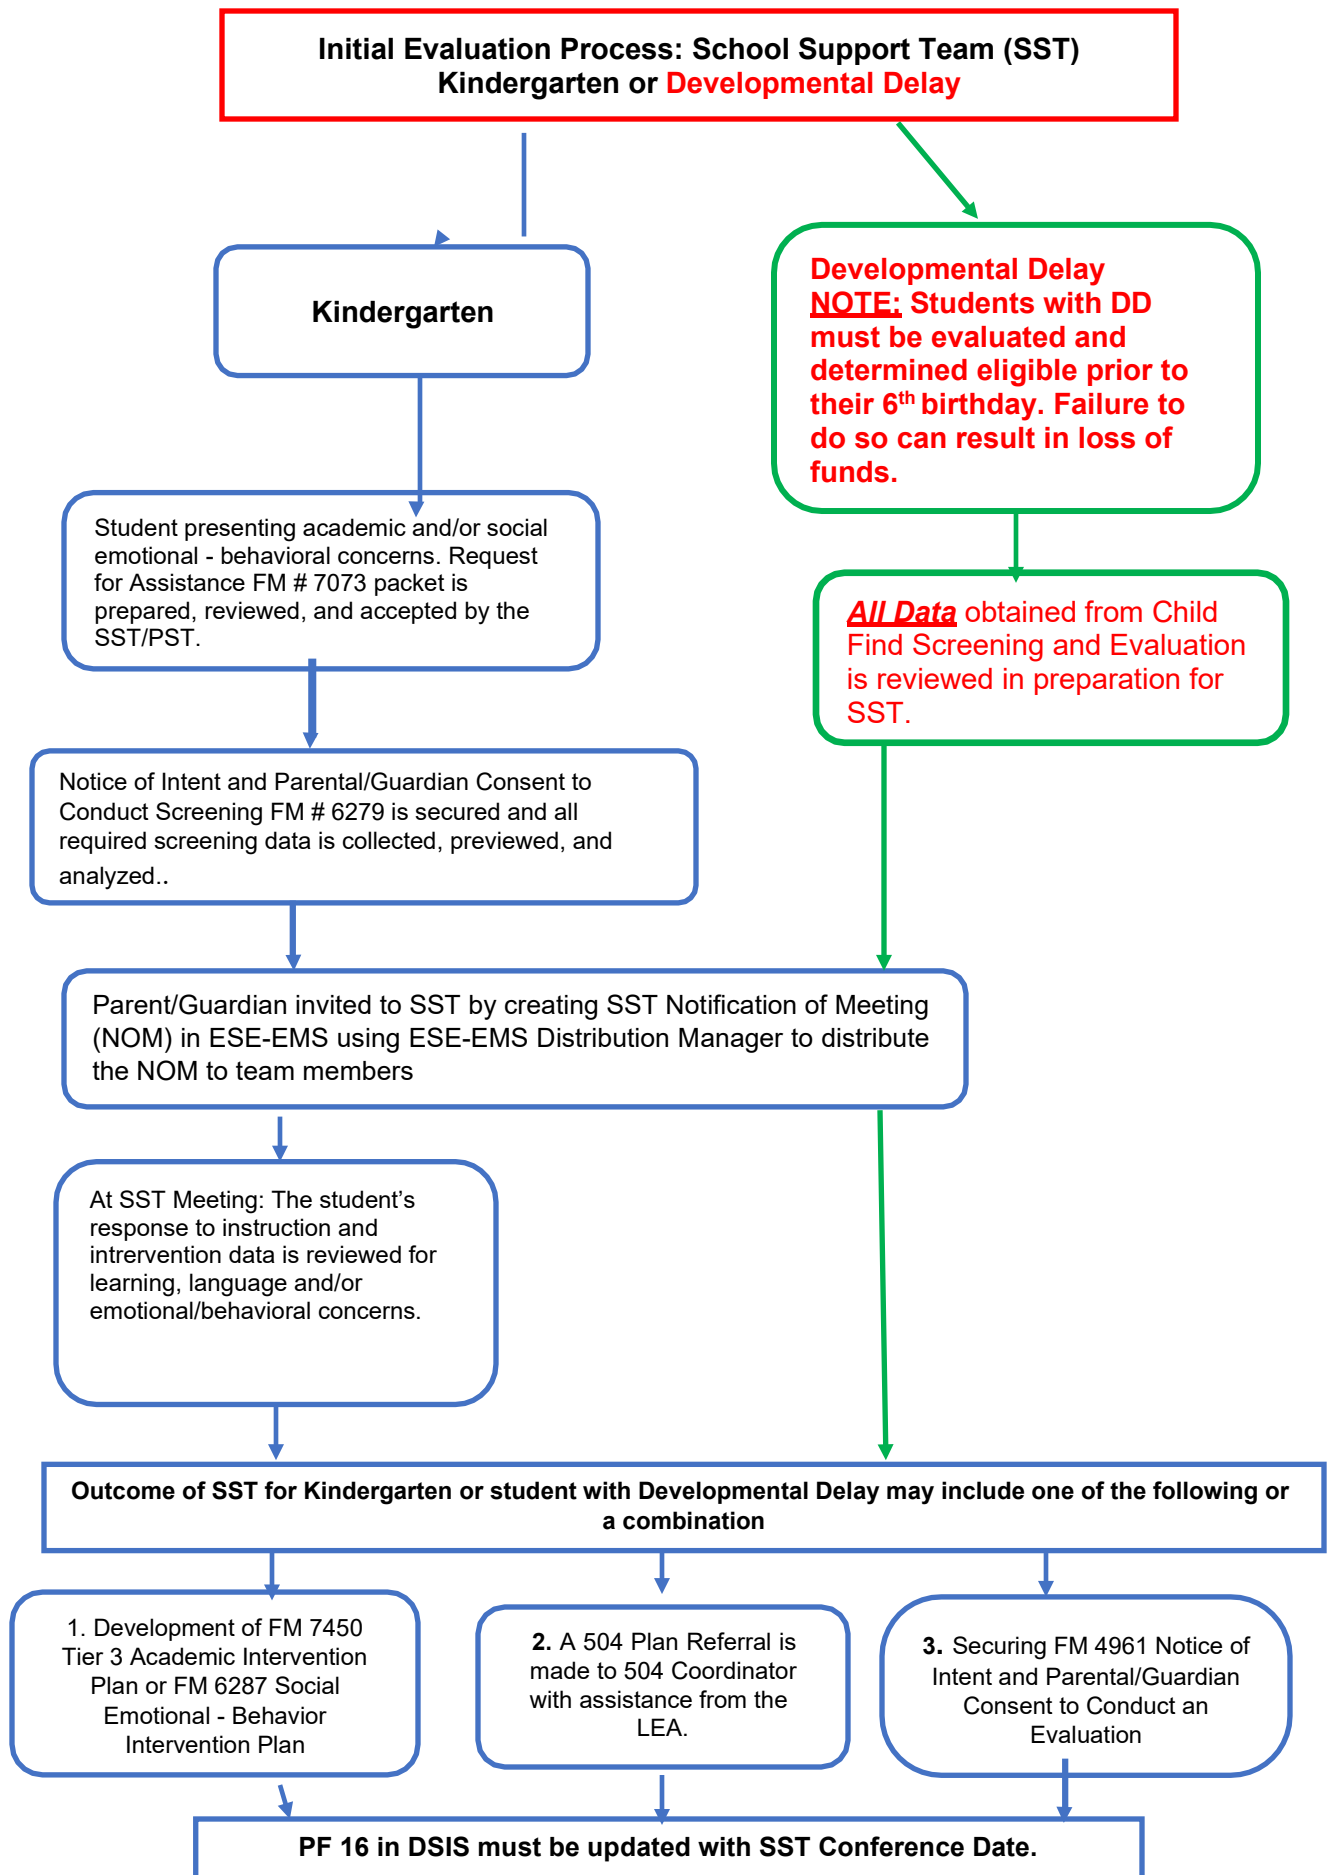 Initial Evaluation Process: School Support Team (SST)
Kindergarten or Developmental Delay
Kindergarten
Developmental Delay
NOTE: Students with DD
must be evaluated and
determined eligible prior to
their 6th birthday. Failure to
do so can result in loss of
funds.
Student presenting academic and/or social
emotional - behavioral concerns. Request
for Assistance FM # 7073 packet is
prepared, reviewed, and accepted by the
SST/PST.
All Data obtained from Child
Find Screening and Evaluation
is reviewed in preparation for
SST.
Notice of Intent and Parental/Guardian Consent to
Conduct Screening FM # 6279 is secured and all
required screening data is collected, previewed, and
analyzed..
Parent/Guardian invited to SST by creating SST Notification of Meeting
(NOM) in ESE-EMS using ESE-EMS Distribution Manager to distribute
the NOM to team members
At SST Meeting: The student’s
response to instruction and
intrervention data is reviewed for
learning, language and/or
emotional/behavioral concerns.
Outcome of SST for Kindergarten or student with Developmental Delay may include one of the following or
a combination
1. Development of FM 7450
Tier 3 Academic Intervention
Plan or FM 6287 Social
Emotional - Behavior
Intervention Plan
2. A 504 Plan Referral is
made to 504 Coordinator
with assistance from the
LEA.
3. Securing FM 4961 Notice of
Intent and Parental/Guardian
Consent to Conduct an
Evaluation
PF 16 in DSIS must be updated with SST Conference Date.